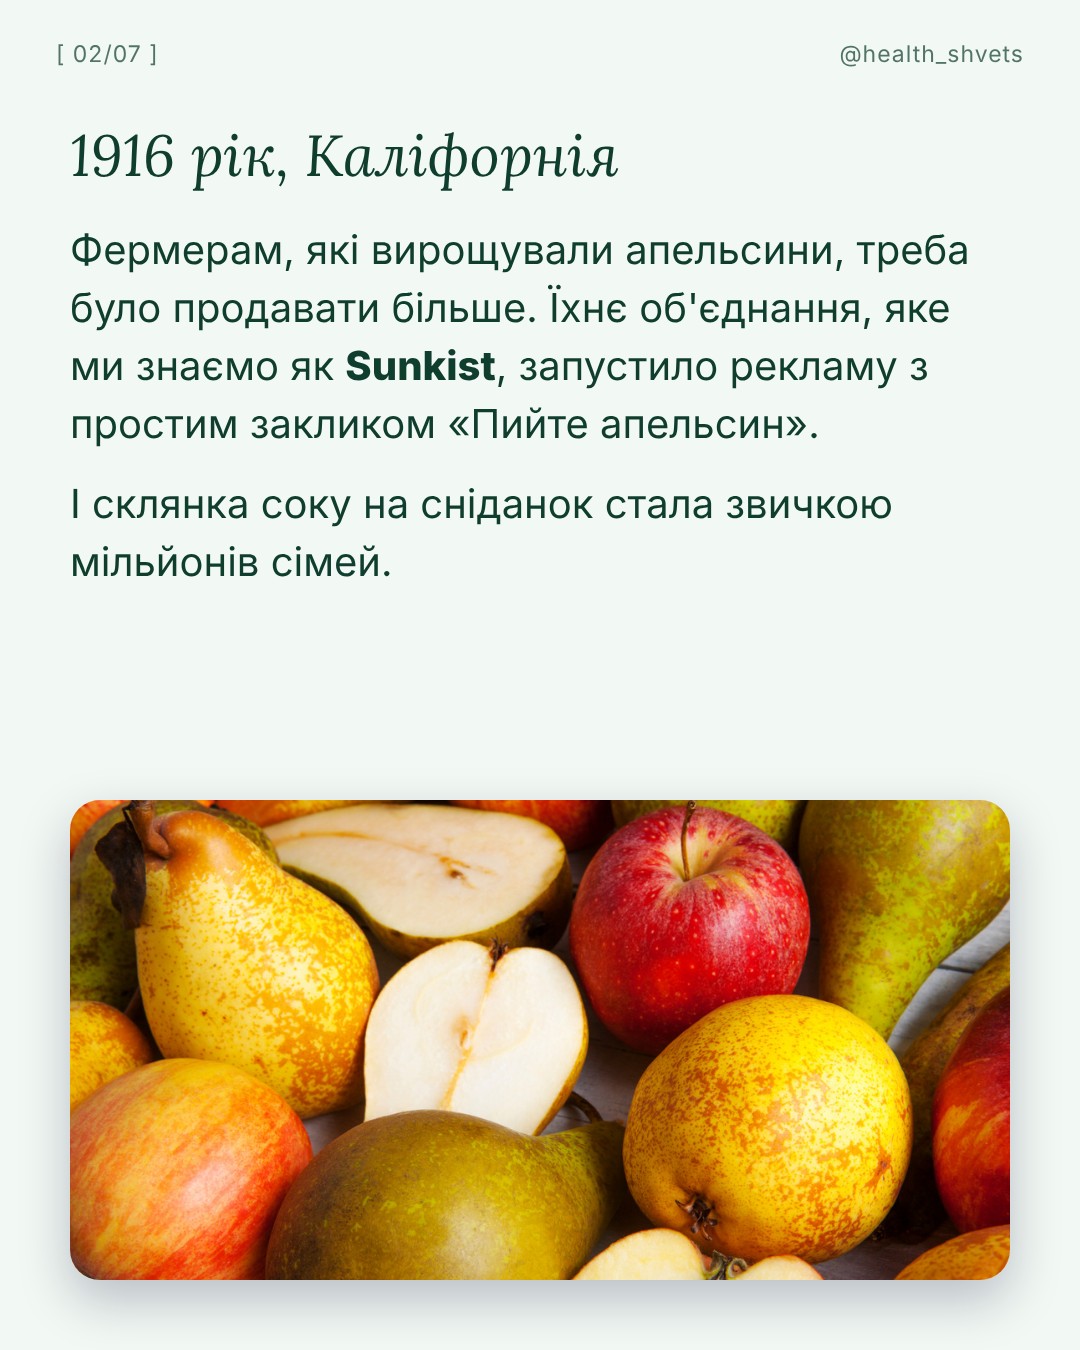 [ 02/07 ]
@health_shvets
1916 рік, Каліфорнія
Фермерам, які вирощували апельсини, треба
було продавати більше. Їхнє об'єднання, яке
ми знаємо як Sunkist, запустило рекламу з
простим закликом «Пийте апельсин».
І склянка соку на сніданок стала звичкою
мільйонів сімей.